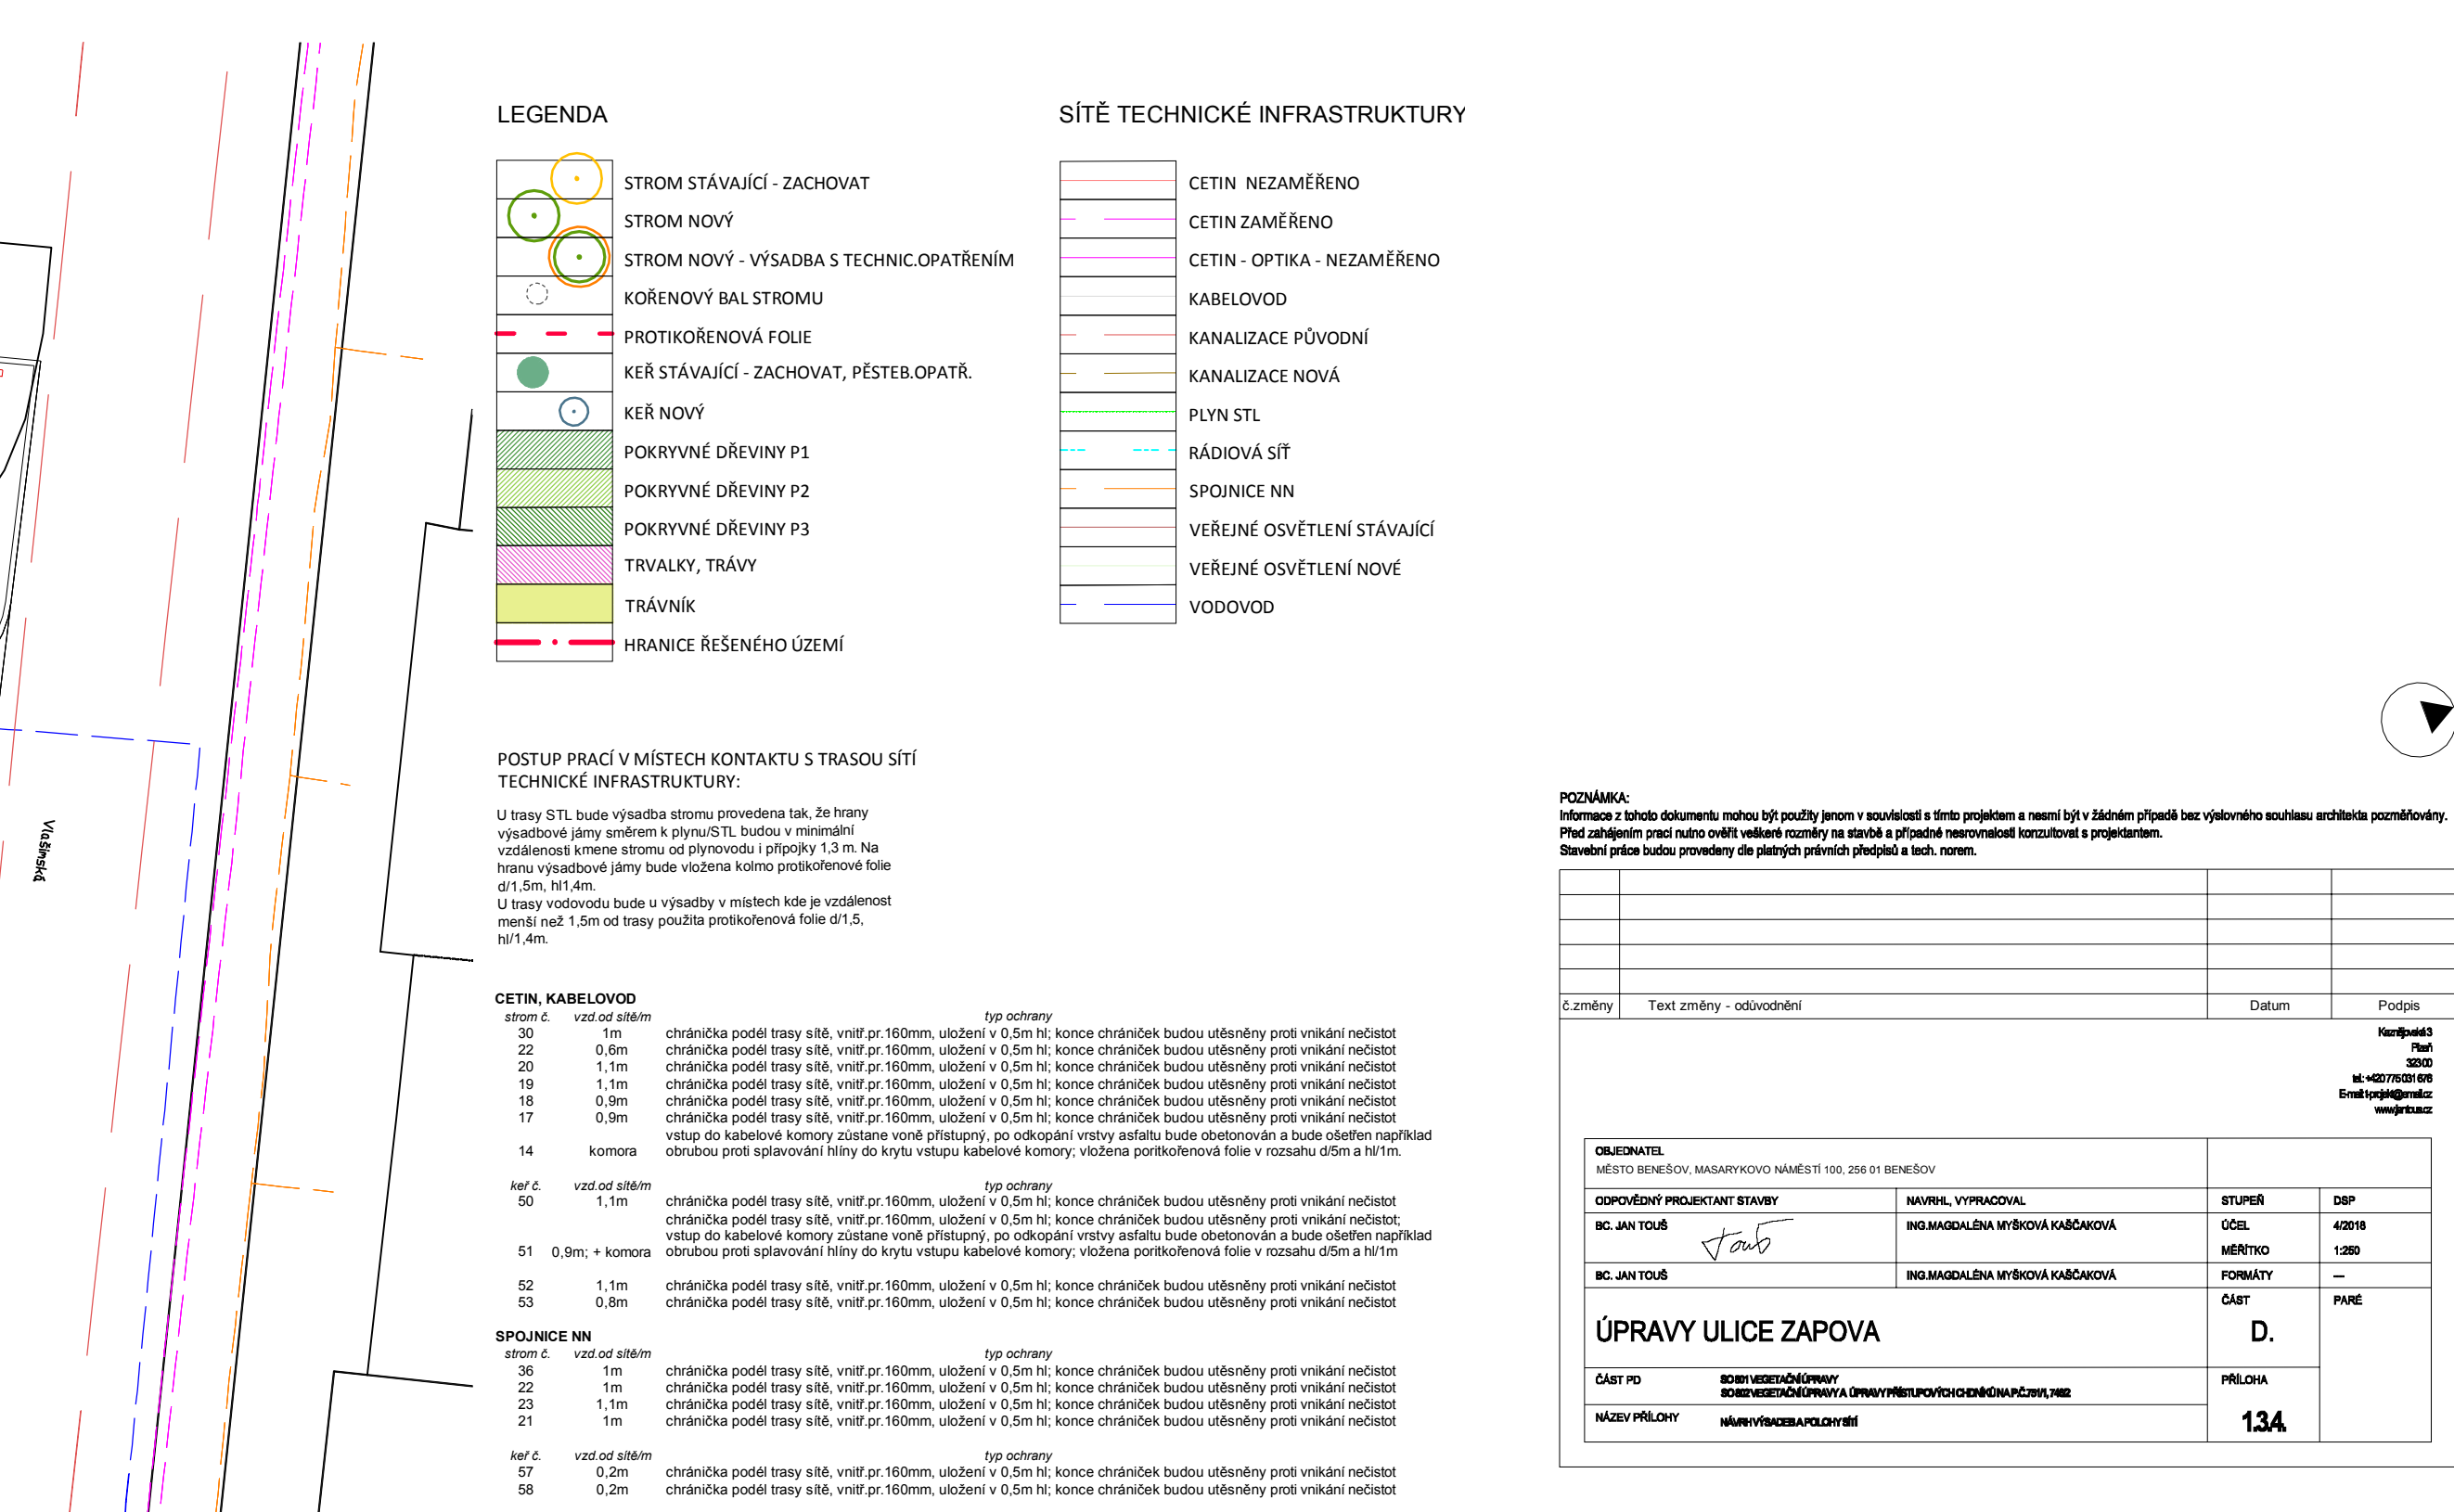 LEGENDA
STROM STÁVAJÍCÍ - ZACHOVAT
STROM NOVÝ
STROM NOVÝ - VÝSADBA S TECHNIC.OPATŘENÍM
KOŘENOVÝ BAL STROMU
PROTIKOŘENOVÁ FOLIE
KEŘ STÁVAJÍCÍ - ZACHOVAT, PĚSTEB.OPATŘ.
KEŘ NOVÝ
POKRYVNÉ DŘEVINY P1
POKRYVNÉ DŘEVINY P2
POKRYVNÉ DŘEVINY P3
TRVALKY, TRÁVY
TRÁVNÍK
HRANICE ŘEŠENÉHO ÚZEMÍ
SÍTĚ TECHNICKÉ INFRASTRUKTURY
CETIN NEZAMĚŘENO
CETIN ZAMĚŘENO
CETIN - OPTIKA - NEZAMĚŘENO
KABELOVOD
KANALIZACE PŮVODNÍ
KANALIZACE NOVÁ
PLYN STL
RÁDIOVÁ SÍŤ
SPOJNICE NN
VEŘEJNÉ OSVĚTLENÍ STÁVAJÍCÍ
VEŘEJNÉ OSVĚTLENÍ NOVÉ
VODOVOD
Vlašimská
POSTUP PRACÍ V MÍSTECH KONTAKTU S TRASOU SÍTÍ
TECHNICKÉ INFRASTRUKTURY:
U trasy STL bude výsadba stromu provedena tak, že hrany
výsadbové jámy směrem k plynu/STL budou v minimální
vzdálenosti kmene stromu od plynovodu i přípojky 1,3 m. Na
hranu výsadbové jámy bude vložena kolmo protikořenové folie
d/1,5m, hl1,4m.
U trasy vodovodu bude u výsadby v místech kde je vzdálenost
menší než 1,5m od trasy použita protikořenová folie d/1,5,
hl/1,4m.
CETIN, KABELOVOD
strom č. vzd.od sítě/m typ ochrany
30 1m chránička podél trasy sítě, vnitř.pr.160mm, uložení v 0,5m hl; konce chrániček budou utěsněny proti vnikání nečistot
22 0,6m chránička podél trasy sítě, vnitř.pr.160mm, uložení v 0,5m hl; konce chrániček budou utěsněny proti vnikání nečistot
20 1,1m chránička podél trasy sítě, vnitř.pr.160mm, uložení v 0,5m hl; konce chrániček budou utěsněny proti vnikání nečistot
19 1,1m chránička podél trasy sítě, vnitř.pr.160mm, uložení v 0,5m hl; konce chrániček budou utěsněny proti vnikání nečistot
18 0,9m chránička podél trasy sítě, vnitř.pr.160mm, uložení v 0,5m hl; konce chrániček budou utěsněny proti vnikání nečistot
17 0,9m chránička podél trasy sítě, vnitř.pr.160mm, uložení v 0,5m hl; konce chrániček budou utěsněny proti vnikání nečistot
vstup do kabelové komory zůstane voně přístupný, po odkopání vrstvy asfaltu bude obetonován a bude ošetřen například
14 komora obrubou proti splavování hlíny do krytu vstupu kabelové komory; vložena poritkořenová folie v rozsahu d/5m a hl/1m.
keř č. vzd.od sítě/m typ ochrany
50 1,1m chránička podél trasy sítě, vnitř.pr.160mm, uložení v 0,5m hl; konce chrániček budou utěsněny proti vnikání nečistot
chránička podél trasy sítě, vnitř.pr.160mm, uložení v 0,5m hl; konce chrániček budou utěsněny proti vnikání nečistot;
vstup do kabelové komory zůstane voně přístupný, po odkopání vrstvy asfaltu bude obetonován a bude ošetřen například
51 0,9m; + komora obrubou proti splavování hlíny do krytu vstupu kabelové komory; vložena poritkořenová folie v rozsahu d/5m a hl/1m
52 1,1m chránička podél trasy sítě, vnitř.pr.160mm, uložení v 0,5m hl; konce chrániček budou utěsněny proti vnikání nečistot
53 0,8m chránička podél trasy sítě, vnitř.pr.160mm, uložení v 0,5m hl; konce chrániček budou utěsněny proti vnikání nečistot
SPOJNICE NN
strom č. vzd.od sítě/m typ ochrany
36 1m chránička podél trasy sítě, vnitř.pr.160mm, uložení v 0,5m hl; konce chrániček budou utěsněny proti vnikání nečistot
22 1m chránička podél trasy sítě, vnitř.pr.160mm, uložení v 0,5m hl; konce chrániček budou utěsněny proti vnikání nečistot
23 1,1m chránička podél trasy sítě, vnitř.pr.160mm, uložení v 0,5m hl; konce chrániček budou utěsněny proti vnikání nečistot
21 1m chránička podél trasy sítě, vnitř.pr.160mm, uložení v 0,5m hl; konce chrániček budou utěsněny proti vnikání nečistot
keř č. vzd.od sítě/m typ ochrany
57 0,2m chránička podél trasy sítě, vnitř.pr.160mm, uložení v 0,5m hl; konce chrániček budou utěsněny proti vnikání nečistot
58 0,2m chránička podél trasy sítě, vnitř.pr.160mm, uložení v 0,5m hl; konce chrániček budou utěsněny proti vnikání nečistot
POZNÁMKA:
Informace z tohoto dokumentu mohou být použity jenom v souvislosti s tímto projektem a nesmí být v žádném případě bez výslovného souhlasu architekta pozměňovány.
Před zahájením prací nutno ověřit veškeré rozměry na stavbě a případné nesrovnalosti konzultovat s projektantem.
Stavební práce budou provedeny dle platných právních předpisů a tech. norem.
č.změny Text změny - odůvodnění Datum Podpis
Kaznějovská 3
Plzeň
323 00
tel.: +420 775 031 676
www.jantous.cz
OBJEDNATEL
MĚSTO BENEŠOV, MASARYKOVO NÁMĚSTÍ 100, 256 01 BENEŠOV
ODPOVĚDNÝ PROJEKTANT STAVBY NAVRHL, VYPRACOVAL STUPEŇ DSP
BC. JAN TOUŠ Touš ING.MAGDALÉNA MYŠKOVÁ KAŠČAKOVÁ ÚČEL 4/2018
MĚŘÍTKO 1:250
BC. JAN TOUŠ ING.MAGDALÉNA MYŠKOVÁ KAŠČAKOVÁ FORMÁTY —
ČÁST PARÉ
ÚPRAVY ULICE ZAPOVA D.
ČÁST PD SO 801 VEGETAČNÍ ÚPRAVY PŘÍLOHA
SO 802 VEGETAČNÍ ÚPRAVY A ÚPRAVY PŘÍSTUPOVÝCH CHDNÍKŮ NA P.Č.
NÁZEV PŘÍLOHY NÁVRH VÝSADEB A POLOHY SÍTÍ 1.3.4.